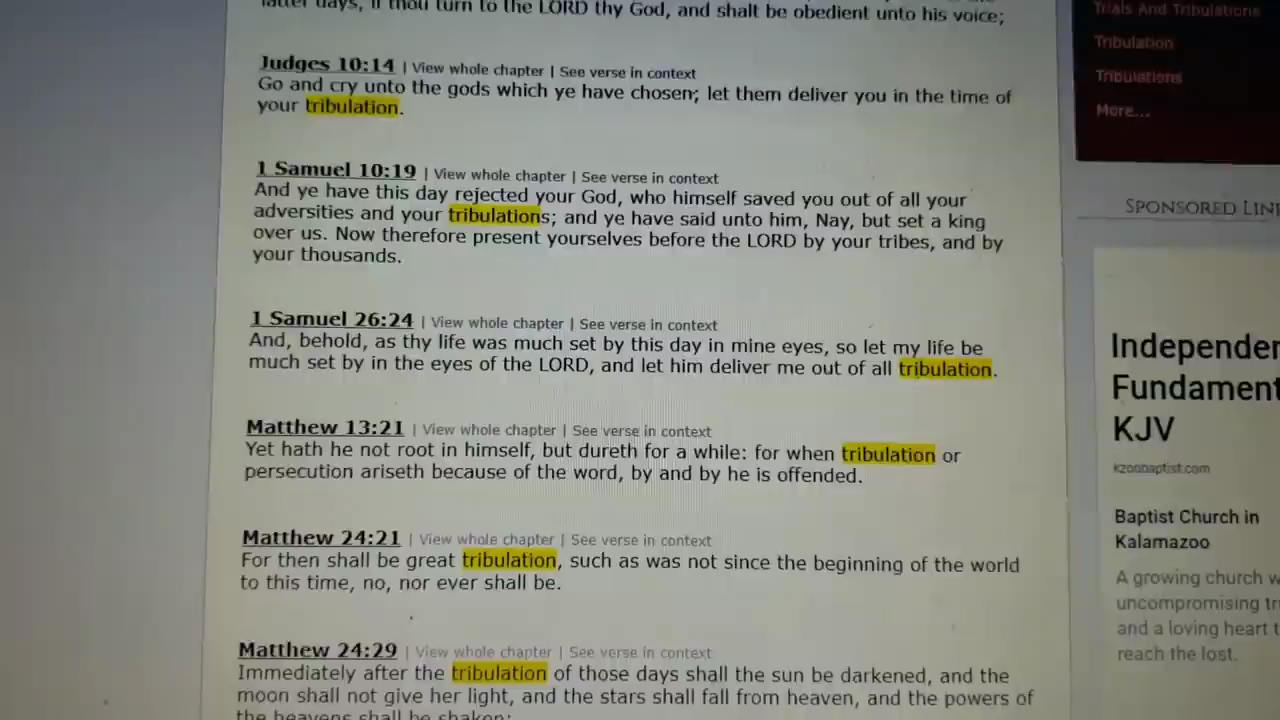 latter days, if thou turn to the LORD thy God, and shalt be obedient unto his voice;
Judges 10:14 | View whole chapter | See verse in context
Go and cry unto the gods which ye have chosen; let them deliver you in the time of
your tribulation.
1 Samuel 10:19 | View whole chapter | See verse in context
And ye have this day rejected your God, who himself saved you out of all your
adversities and your tribulations; and ye have said unto him, Nay, but set a king
over us. Now therefore present yourselves before the LORD by your tribes, and by
your thousands.
1 Samuel 26:24 | View whole chapter | See verse in context
And, behold, as thy life was much set by this day in mine eyes, so let my life be
much set by in the eyes of the LORD, and let him deliver me out of all tribulation.
Matthew 13:21 | View whole chapter | See verse in context
Yet hath he not root in himself, but dureth for a while: for when tribulation or
persecution ariseth because of the word, by and by he is offended.
Matthew 24:21 | View whole chapter | See verse in context
For then shall be great tribulation, such as was not since the beginning of the world
to this time, no, nor ever shall be.
Matthew 24:29 | View whole chapter | See verse in context
Immediately after the tribulation of those days shall the sun be darkened, and the
moon shall not give her light, and the stars shall fall from heaven, and the powers of
the heavens shall be shaken:
Trials And Tribulations
Tribulation
Tribulations
More...
SPONSORED LIN
Independen
Fundament
KJV
kzoobaptist.com
Baptist Church in
Kalamazoo
A growing church w
uncompromising tr
and a loving heart t
reach the lost.